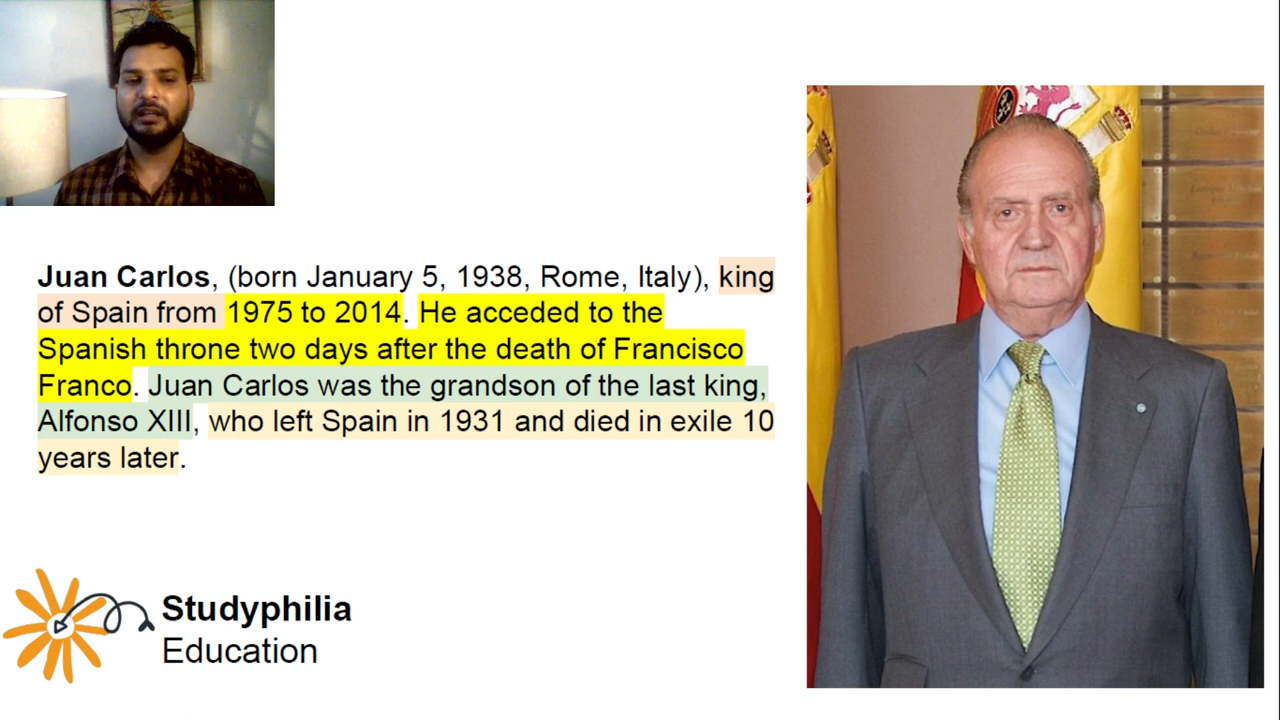 Juan Carlos, (born January 5, 1938, Rome, Italy), king
of Spain from 1975 to 2014. He acceded to the
Spanish throne two days after the death of Francisco
Franco. Juan Carlos was the grandson of the last king,
Alfonso XIII, who left Spain in 1931 and died in exile 10
years later.
Studyphilia
Education